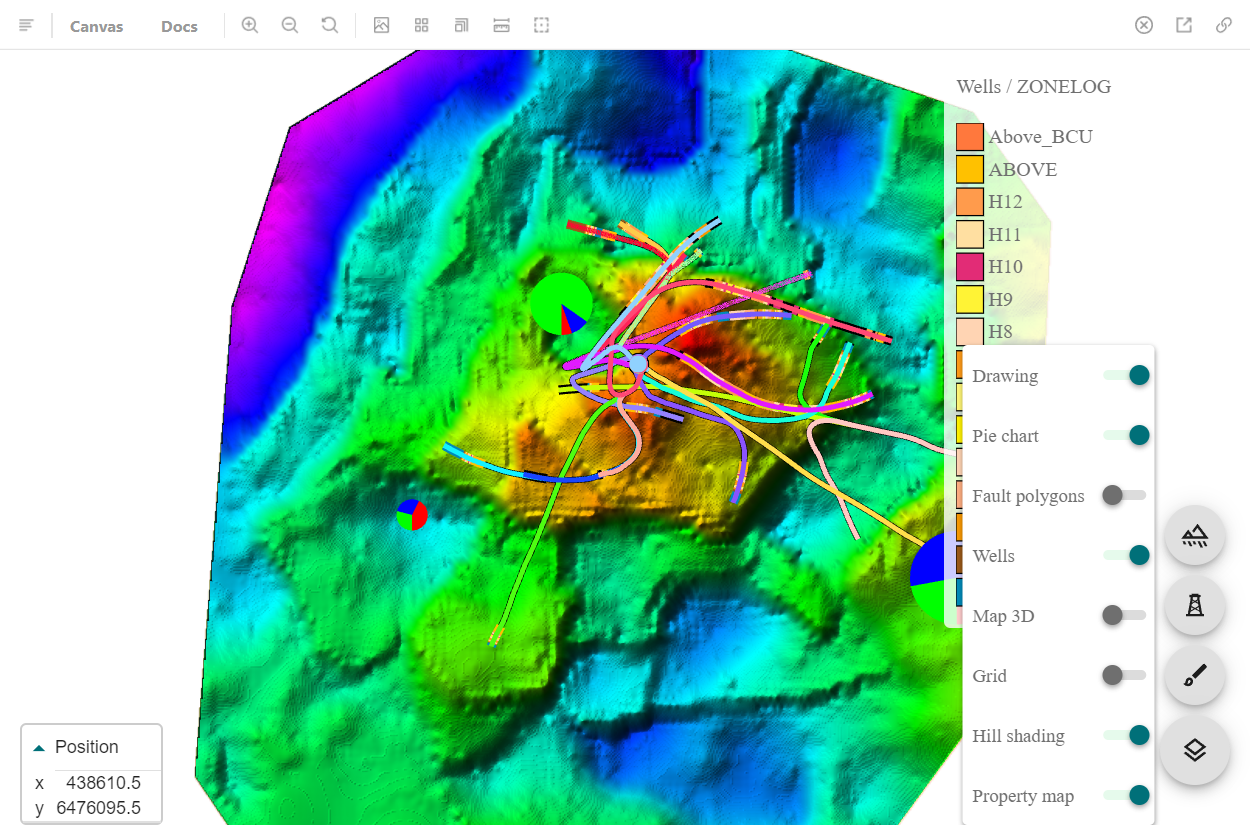 Canvas
Docs
Wells / ZONELOG
Above_BCU
ABOVE
H12
H11
H10
H9
H8
Drawing
Pie chart
Fault polygons
Wells
Map 3D
Grid
Hill shading
Property map
Position
x 438610.5
y 6476095.5